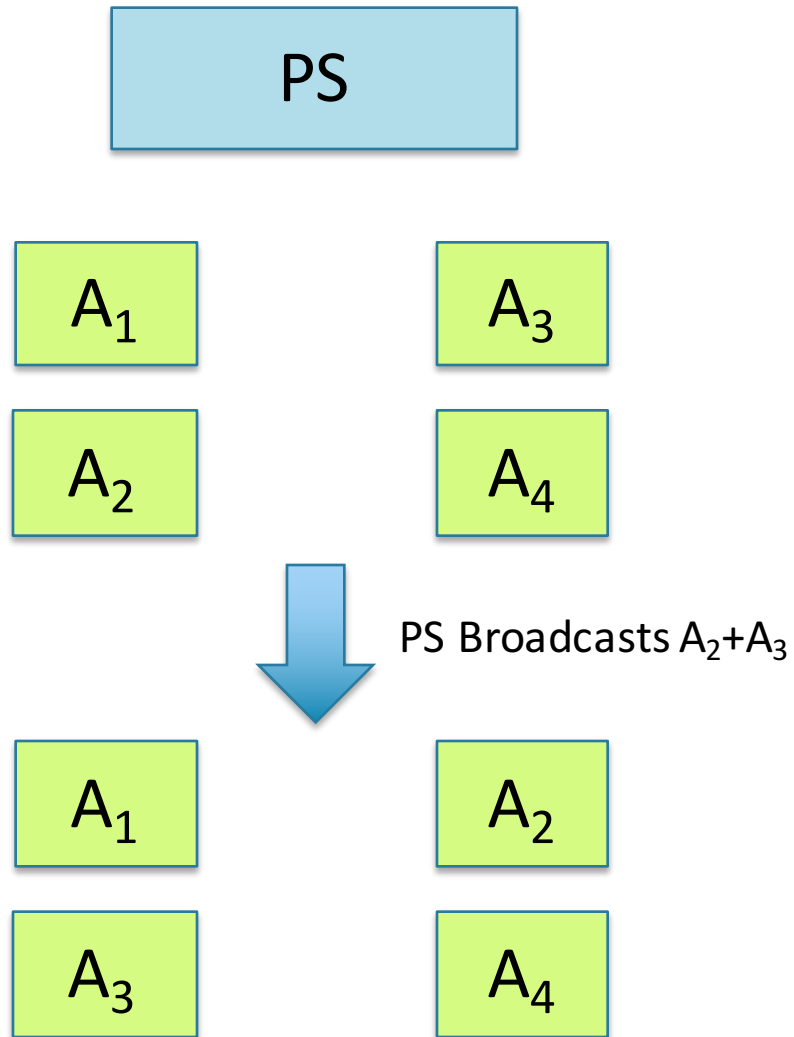 PS
A₁ A₃
A₂ A₄
PS Broadcasts A₂+A₃
A₁ A₂
A₃ A₄